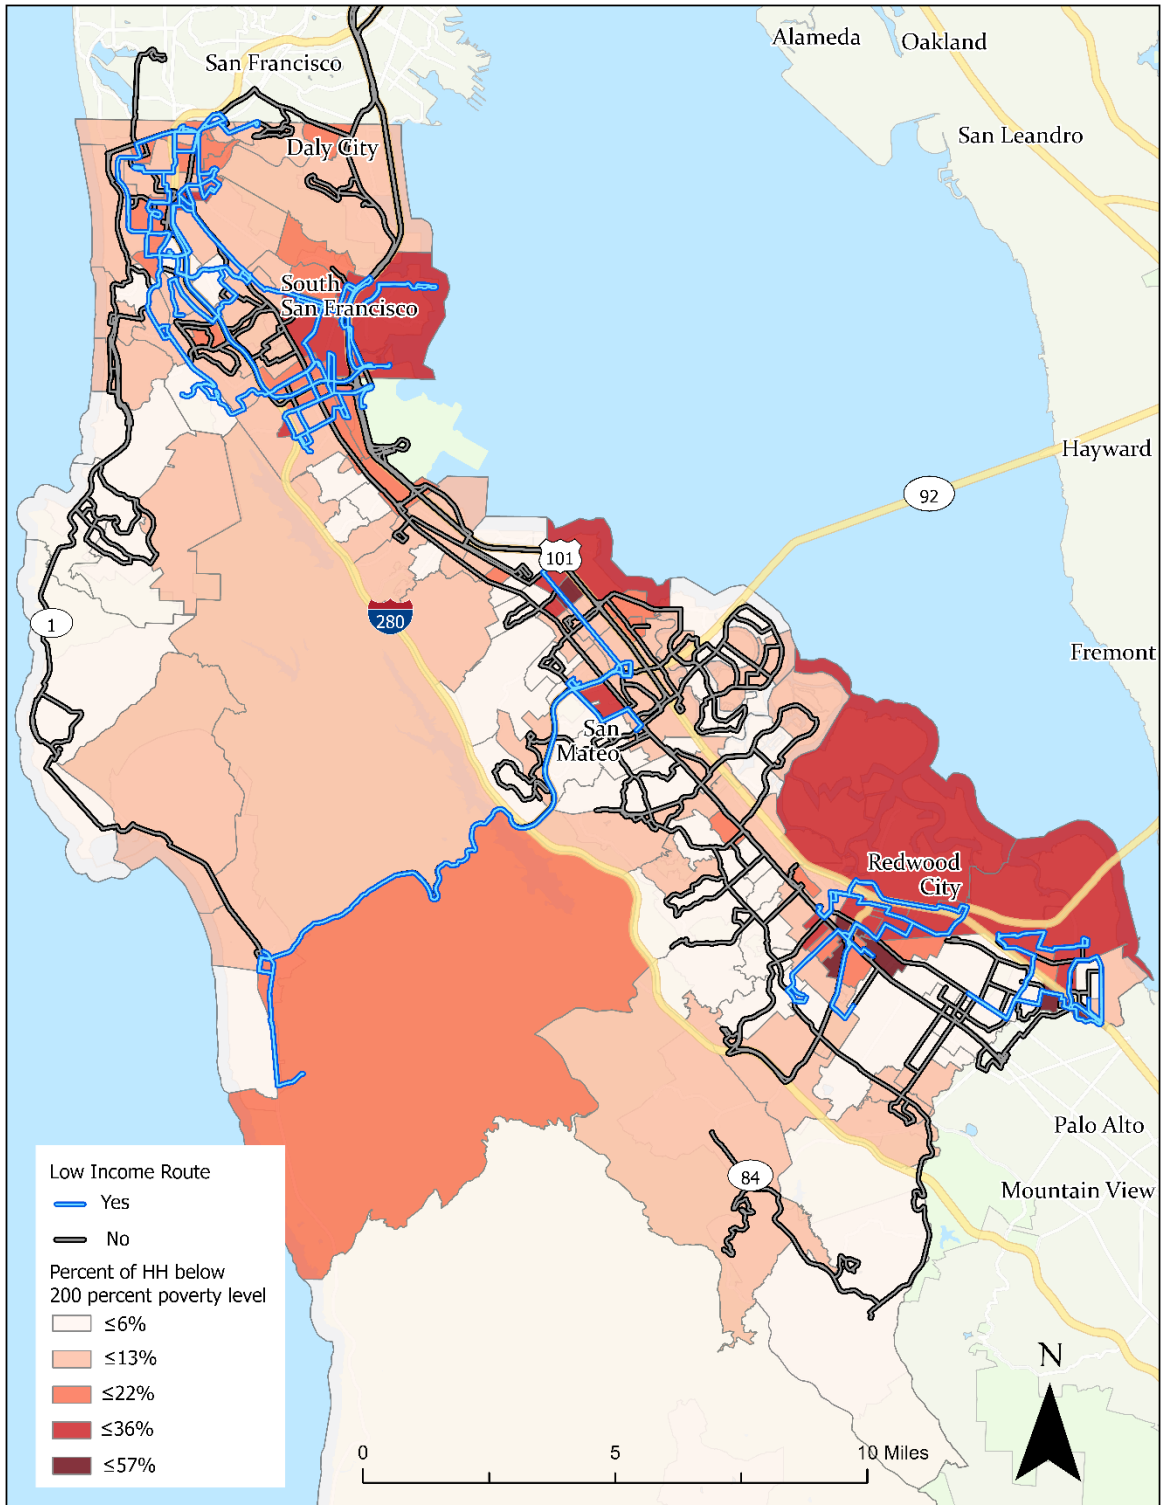 San Francisco
Alameda
Oakland
San Leandro
Daly City
South
San Francisco
Hayward
92
101
280
1
Fremont
San
Mateo
Redwood
City
Palo Alto
84
Mountain View
Low Income Route
Yes
No
Percent of HH below
200 percent poverty level
≤6%
≤13%
≤22%
≤36%
≤57%
0
5
10 Miles
N